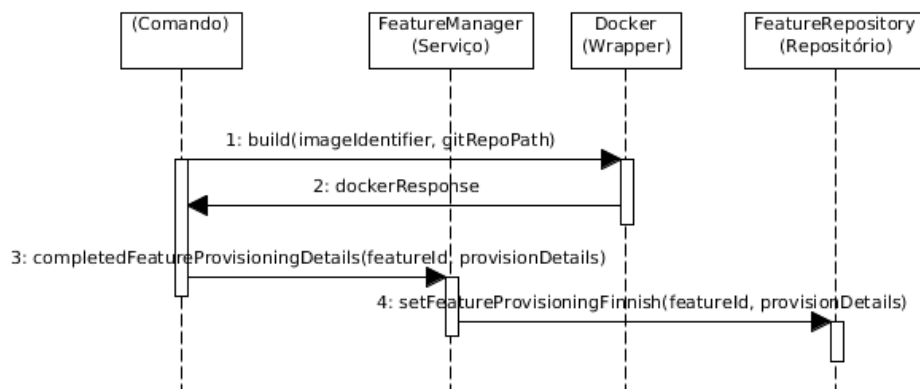 (Comando)
FeatureManager
(Serviço)
Docker
(Wrapper)
FeatureRepository
(Repositório)
1: build(imageIdentifier, gitRepoPath)
2: dockerResponse
3: completedFeatureProvisioningDetails(featureId, provisionDetails)
4: setFeatureProvisioningFinnish(featureId, provisionDetails)